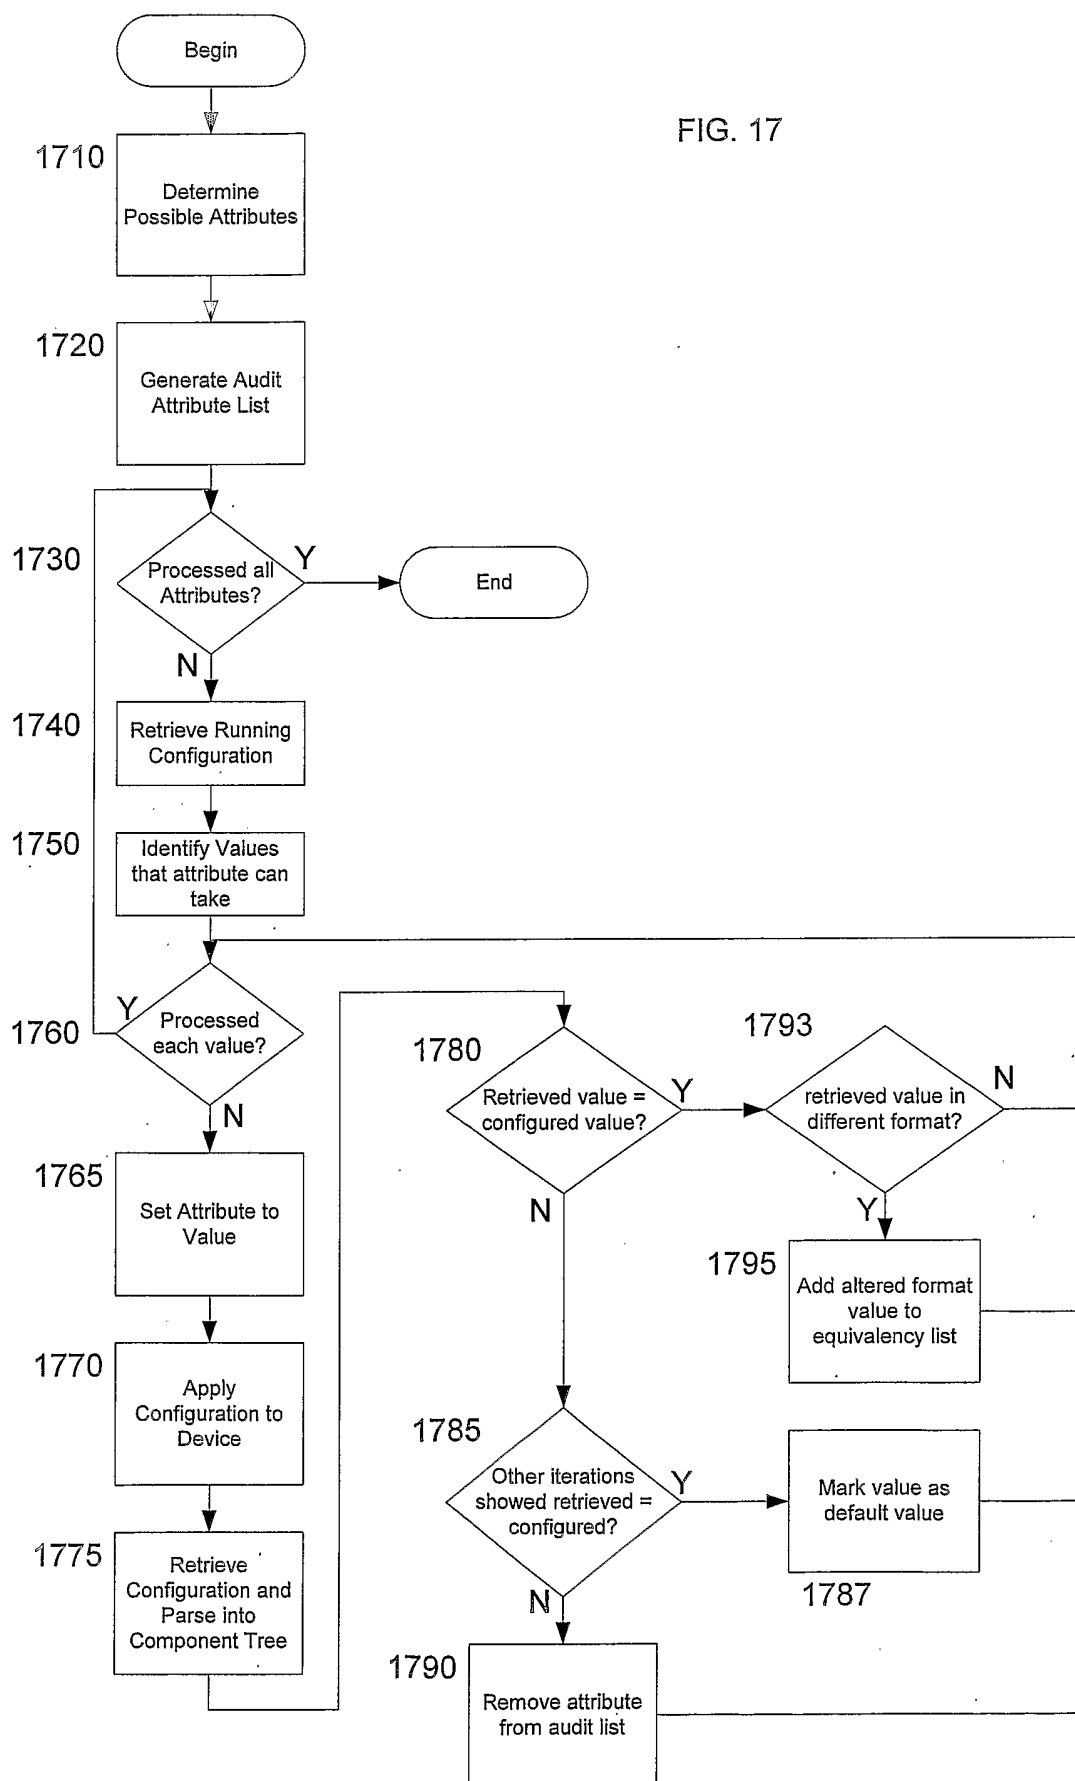 Begin
FIG. 17
1710
Determine
Possible Attributes
1720
Generate Audit
Attribute List
1730
Processed all
Attributes?
Y
End
N
1740
Retrieve Running
Configuration
1750
Identify Values
that attribute can
take
Y
1760
Processed
each value?
N
1765
Set Attribute to
Value
1770
Apply
Configuration to
Device
1775
Retrieve
Configuration and
Parse into
Component Tree
1780
Retrieved value =
configured value?
Y
N
1793
retrieved value in
different format?
N
Y
1795
Add altered format
value to
equivalency list
1785
Other iterations
showed retrieved =
configured?
Y
Mark value as
default value
1787
N
1790
Remove attribute
from audit list